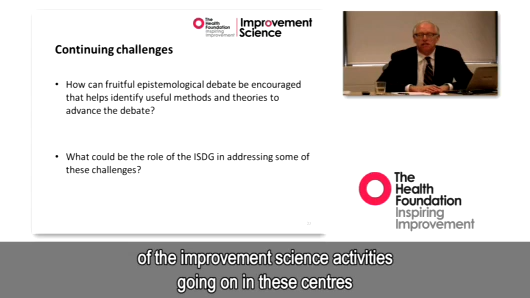 The
Health
Foundation
Inspiring
Improvement
Improvement
Science
Continuing challenges
• How can fruitful epistemological debate be encouraged
that helps identify useful methods and theories to
advance the debate?
• What could be the role of the ISDG in addressing some of
these challenges?
The
Health
Foundation
Inspiring
Improvement
of the improvement science activities
going on in these centres